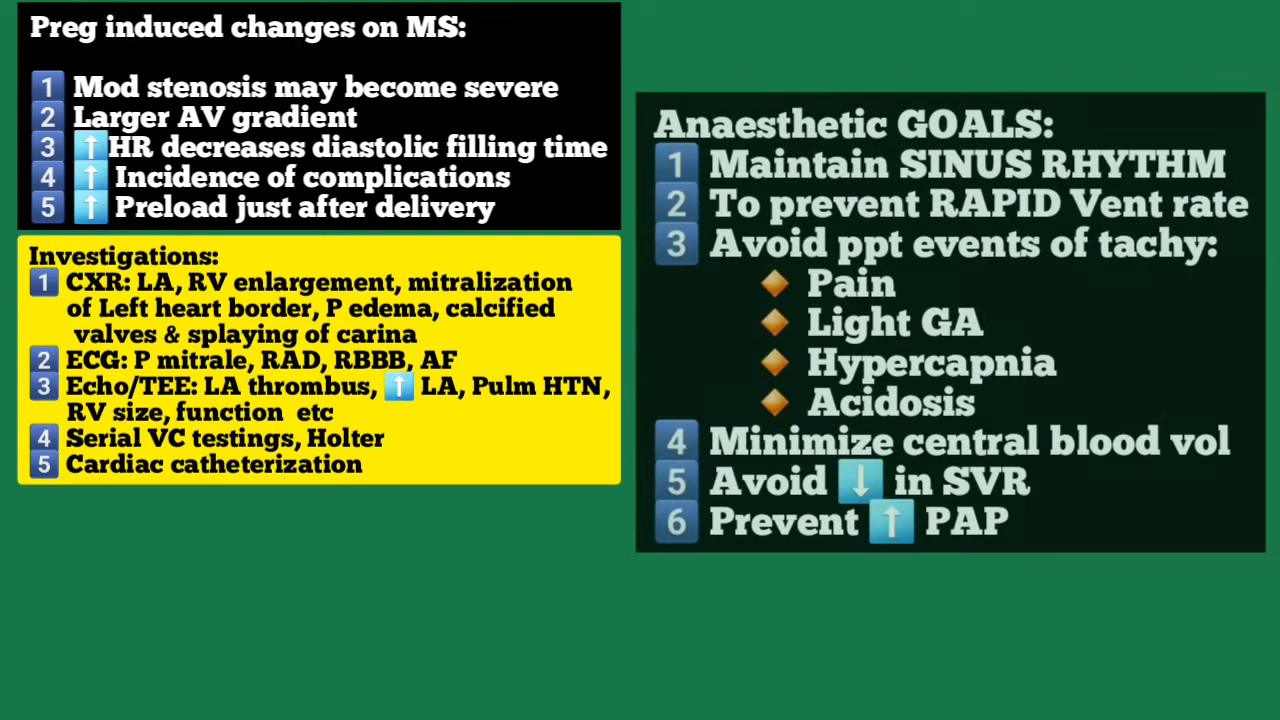 Preg induced changes on MS:
1 Mod stenosis may become severe
2 Larger AV gradient
3 ↑HR decreases diastolic filling time
4 ↑ Incidence of complications
5 ↑ Preload just after delivery
Investigations:
1 CXR: LA, RV enlargement, mitralization
of Left heart border, P edema, calcified
valves & splaying of carina
2 ECG: P mitrale, RAD, RBBB, AF
3 Echo/TEE: LA thrombus, ↑ LA, Pulm HTN,
RV size, function etc
4 Serial VC testings, Holter
5 Cardiac catheterization
Anaesthetic GOALS:
1 Maintain SINUS RHYTHM
2 To prevent RAPID Vent rate
3 Avoid ppt events of tachy:
🔸 Pain
🔸 Light GA
🔸 Hypercapnia
🔸 Acidosis
4 Minimize central blood vol
5 Avoid ↓ in SVR
6 Prevent ↑ PAP